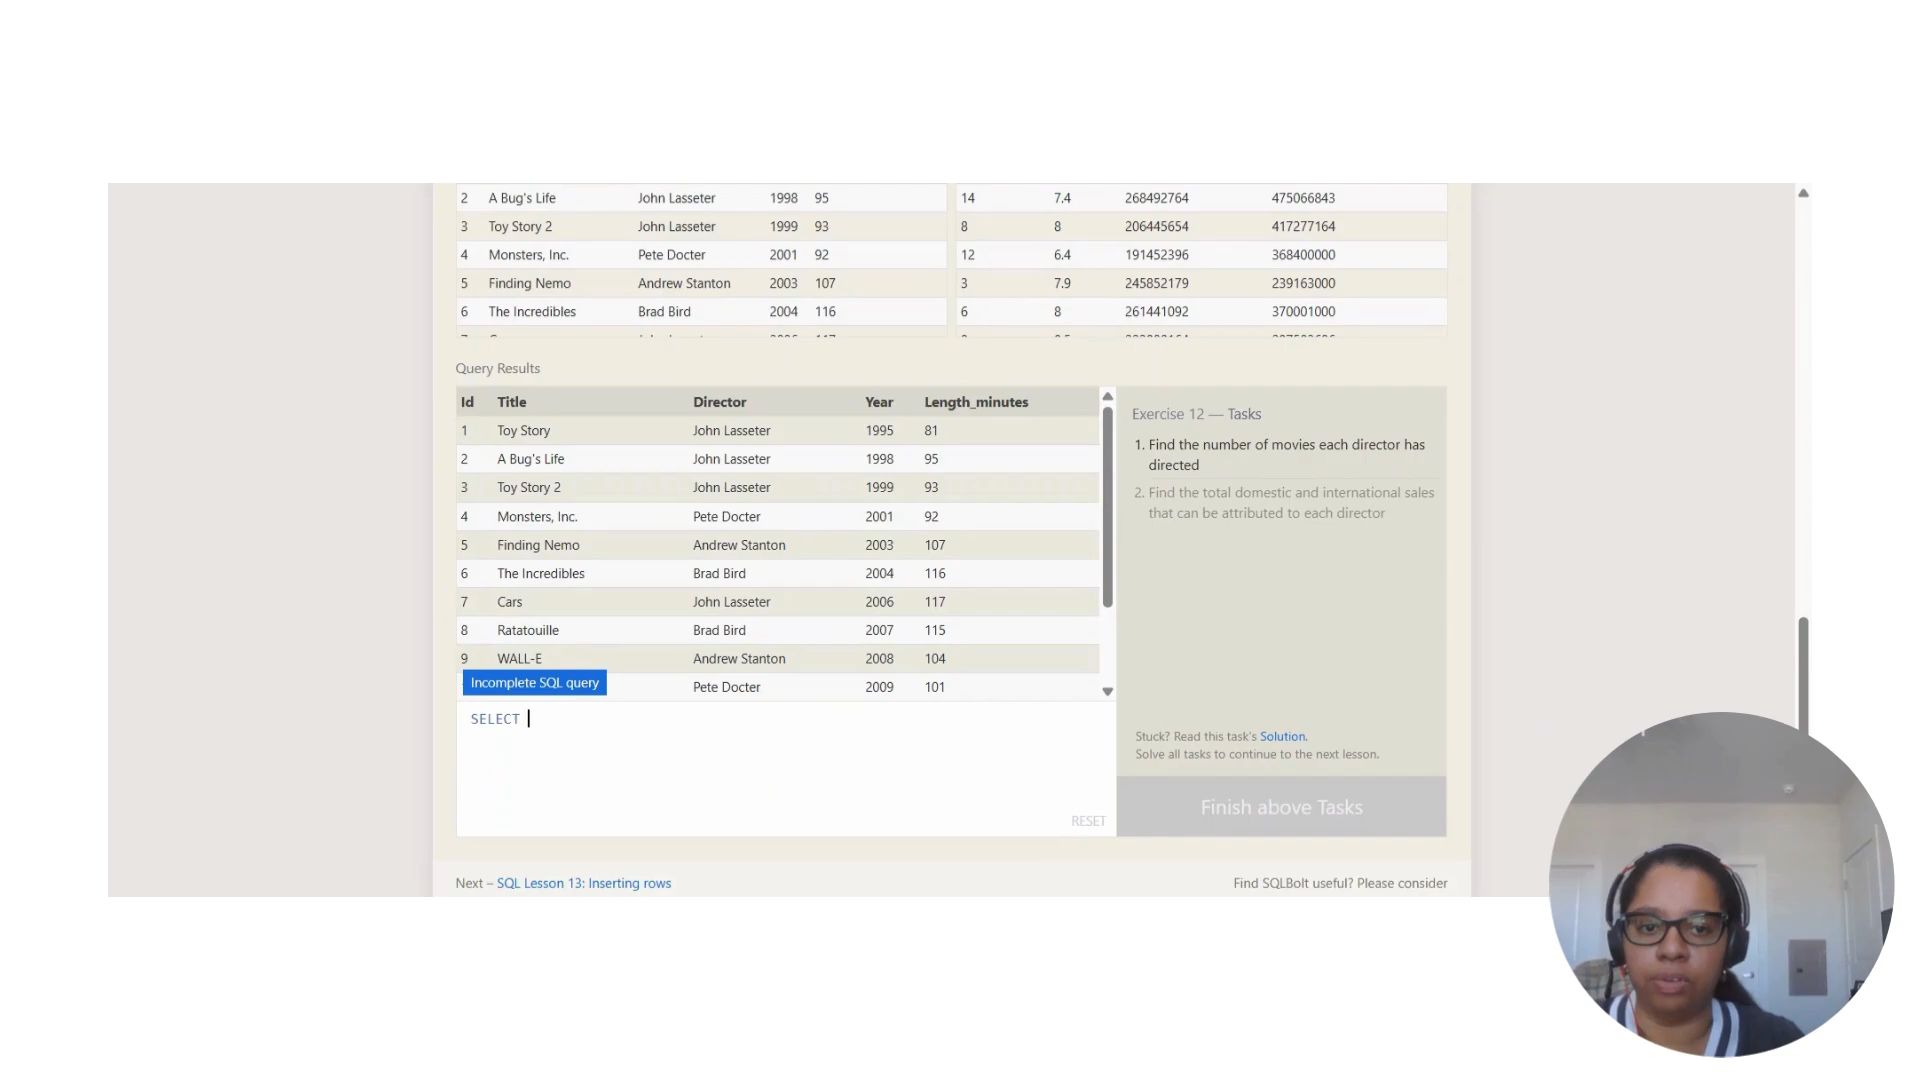 2 A Bug's Life John Lasseter 1998 95 14 7.4 268492764 475066843
3 Toy Story 2 John Lasseter 1999 93 8 8 206445654 417277164
4 Monsters, Inc. Pete Docter 2001 92 12 6.4 191452396 368400000
5 Finding Nemo Andrew Stanton 2003 107 3 7.9 245852179 239163000
6 The Incredibles Brad Bird 2004 116 6 8 261441092 370001000
Query Results
Id Title Director Year Length_minutes
1 Toy Story John Lasseter 1995 81
2 A Bug's Life John Lasseter 1998 95
3 Toy Story 2 John Lasseter 1999 93
4 Monsters, Inc. Pete Docter 2001 92
5 Finding Nemo Andrew Stanton 2003 107
6 The Incredibles Brad Bird 2004 116
7 Cars John Lasseter 2006 117
8 Ratatouille Brad Bird 2007 115
9 WALL-E Andrew Stanton 2008 104
Incomplete SQL query
Pete Docter 2009 101
SELECT
RESET
Exercise 12 — Tasks
1. Find the number of movies each director has
directed
2. Find the total domestic and international sales
that can be attributed to each director
Stuck? Read this task's Solution.
Solve all tasks to continue to the next lesson.
Finish above Tasks
Next – SQL Lesson 13: Inserting rows
Find SQLBolt useful? Please consider